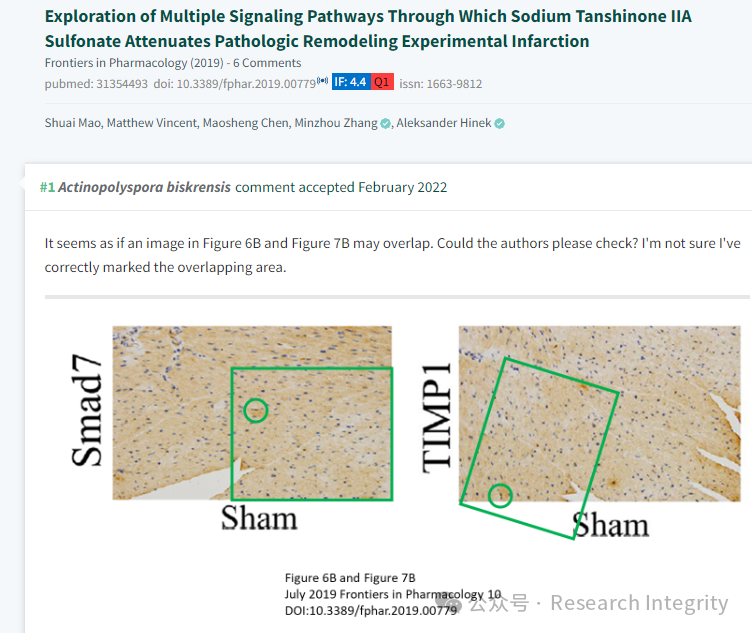 Exploration of Multiple Signaling Pathways Through Which Sodium Tanshinone IIA
Sulfonate Attenuates Pathologic Remodeling Experimental Infarction
Frontiers in Pharmacology (2019) - 6 Comments
pubmed: 31354493 doi: 10.3389/fphar.2019.00779 IF: 4.4 Q1 issn: 1663-9812
Shuai Mao, Matthew Vincent, Maosheng Chen, Minzhou Zhang, Aleksander Hinek
#1 Actinopolyspora biskrensis comment accepted February 2022
It seems as if an image in Figure 6B and Figure 7B may overlap. Could the authors please check? I'm not sure I've
correctly marked the overlapping area.
Smad7
TIMP1
Sham
Sham
Figure 6B and Figure 7B
July 2019 Frontiers in Pharmacology 10
DOI:10.3389/fphar.2019.00779
公众号 · Research Integrity